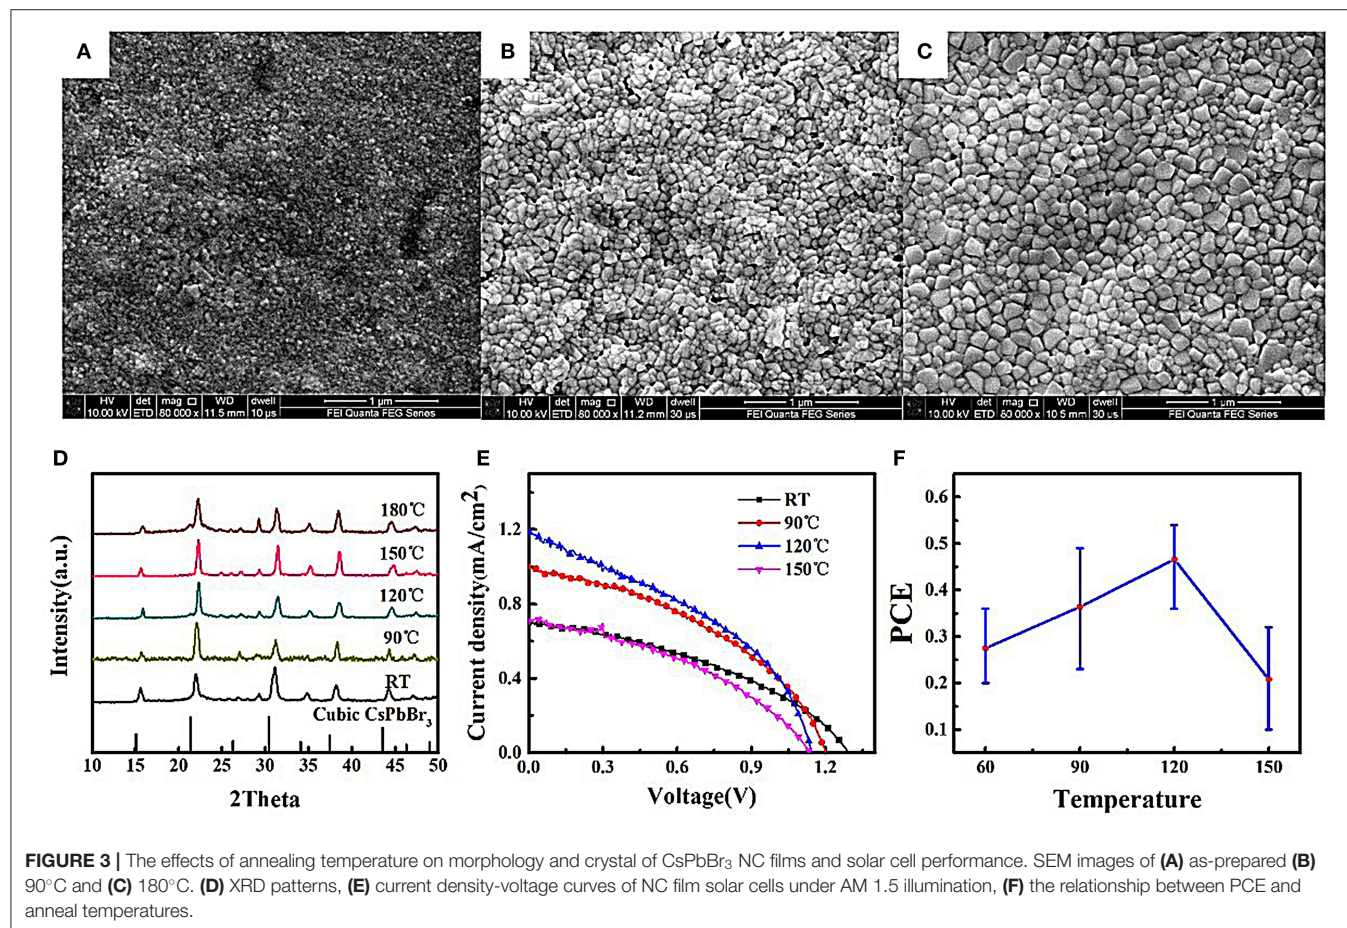 A
B
C
HV det mag □ WD dwell
10.00 kV ETD 80 000 x 11.5 mm 10 µs
1 µm
FEI Quanta FEG Series
HV det mag □ WD dwell
10.00 kV ETD 80 000 x 11.2 mm 30 us
1 µm
FEI Quanta FEG Series
HV det mag □ WD dwell
10.00 kV ETD 80 000 x 10.5 mm 30 us
1 µm
FEI Quanta FEG Series
D
Intensity(a.u.)
180℃
150℃
120℃
90℃
RT
Cubic CsPbBr₃
10 15 20 25 30 35 40 45 50
2Theta
E
Current density(mA/cm²)
1.2
0.8
0.4
0.0
RT
90℃
120℃
150℃
0.0 0.3 0.6 0.9 1.2
Voltage(V)
F
PCE
0.6
0.5
0.4
0.3
0.2
0.1
60 90 120 150
Temperature
FIGURE 3 | The effects of annealing temperature on morphology and crystal of CsPbBr₃ NC films and solar cell performance. SEM images of (A) as-prepared (B)
90°C and (C) 180°C. (D) XRD patterns, (E) current density-voltage curves of NC film solar cells under AM 1.5 illumination, (F) the relationship between PCE and
anneal temperatures.